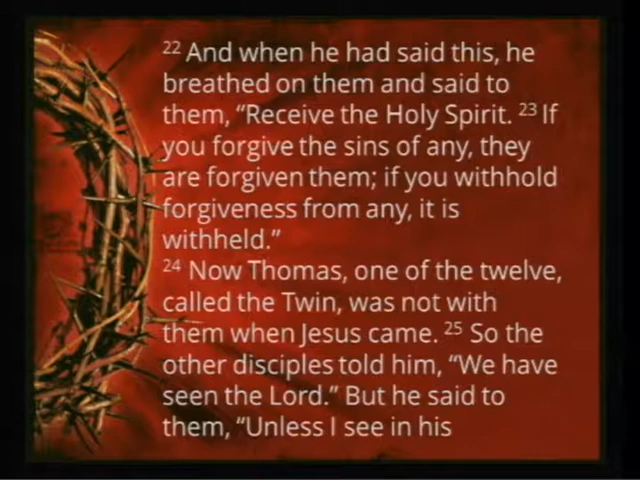 22 And when he had said this, he
breathed on them and said to
them, “Receive the Holy Spirit. 23 If
you forgive the sins of any, they
are forgiven them; if you withhold
forgiveness from any, it is
withheld.”
24 Now Thomas, one of the twelve,
called the Twin, was not with
them when Jesus came. 25 So the
other disciples told him, “We have
seen the Lord.” But he said to
them, “Unless I see in his